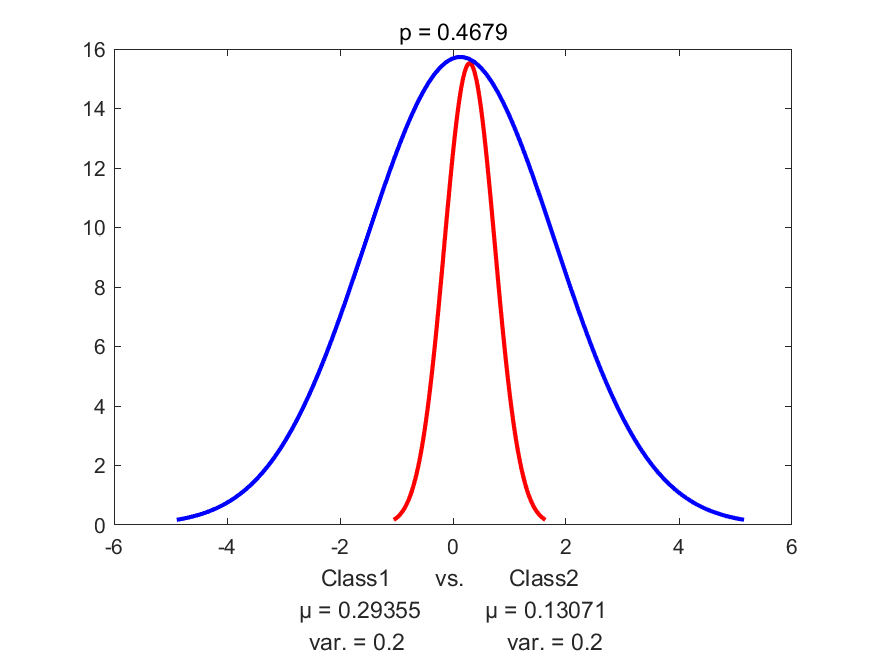 p = 0.4679
16
14
12
10
8
6
4
2
0
-6 -4 -2 0 2 4 6
Class1 vs. Class2
μ = 0.29355 μ = 0.13071
var. = 0.2 var. = 0.2